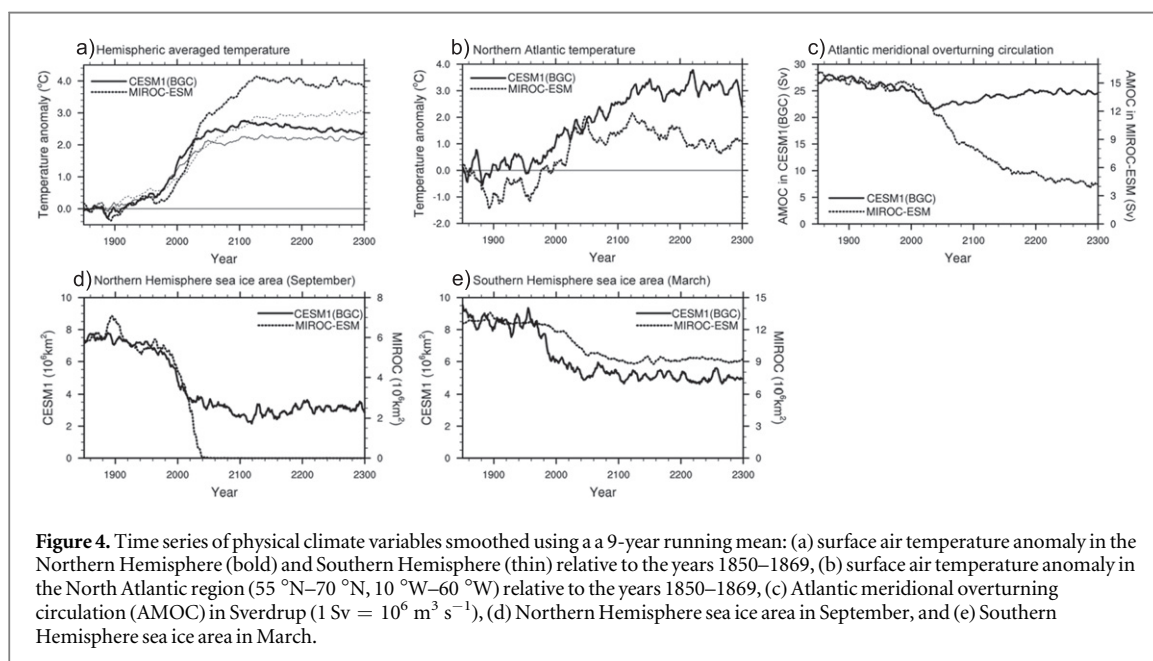 a) Hemispheric averaged temperature
Temperature anomaly (°C)
4.0
3.0
2.0
1.0
0.0
CESM1(BGC)
MIROC-ESM
1900 2000 2100 2200 2300
Year
b) Northern Atlantic temperature
Temperature anomaly (°C)
4.0
3.0
2.0
1.0
0.0
-1.0
-2.0
CESM1(BGC)
MIROC-ESM
1900 2000 2100 2200 2300
Year
c) Atlantic meridional overturning circulation
AMOC in CESM1(BGC) (Sv)
30
25
20
15
10
5
0
CESM1(BGC)
MIROC-ESM
15
12
9
6
3
0
AMOC in MIROC-ESM (Sv)
1900 2000 2100 2200 2300
Year
d) Northern Hemisphere sea ice area (September)
CESM1 (10⁶km²)
10
8
6
4
2
0
CESM1(BGC)
MIROC-ESM
8
6
4
2
0
MIROC (10⁶km²)
1900 2000 2100 2200 2300
Year
e) Southern Hemisphere sea ice area (March)
CESM1 (10⁶km²)
10
8
6
4
2
0
CESM1(BGC)
MIROC-ESM
15
12
9
6
3
0
MIROC (10⁶km²)
1900 2000 2100 2200 2300
Year
Figure 4. Time series of physical climate variables smoothed using a a 9-year running mean: (a) surface air temperature anomaly in the
Northern Hemisphere (bold) and Southern Hemisphere (thin) relative to the years 1850–1869, (b) surface air temperature anomaly in
the North Atlantic region (55 °N–70 °N, 10 °W–60 °W) relative to the years 1850–1869, (c) Atlantic meridional overturning
circulation (AMOC) in Sverdrup (1 Sv = 10⁶ m³ s⁻¹), (d) Northern Hemisphere sea ice area in September, and (e) Southern
Hemisphere sea ice area in March.